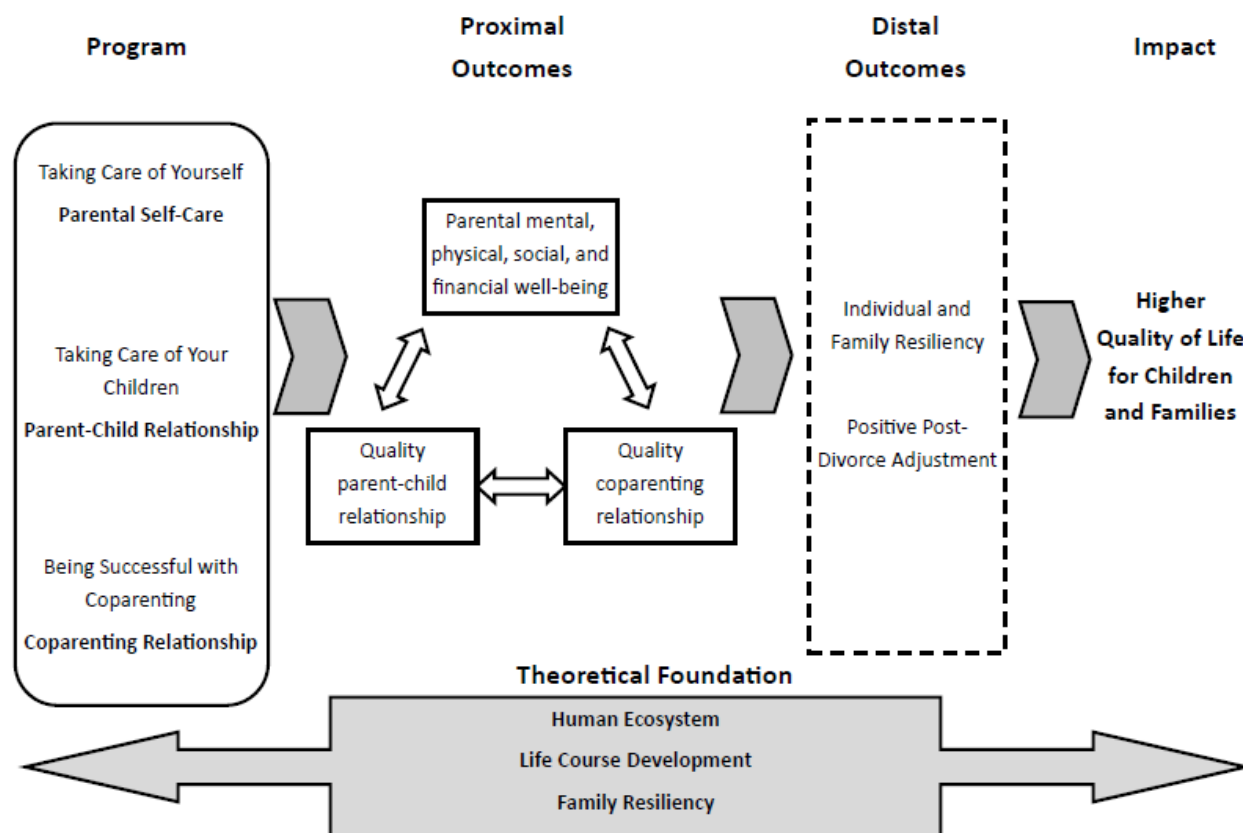 Program
Proximal
Outcomes
Distal
Outcomes
Impact
Taking Care of Yourself
Parental Self-Care
Taking Care of Your
Children
Parent-Child Relationship
Being Successful with
Coparenting
Coparenting Relationship
Parental mental,
physical, social, and
financial well-being
Quality
parent-child
relationship
Quality
coparenting
relationship
Individual and
Family Resiliency
Positive Post-
Divorce Adjustment
Higher
Quality of Life
for Children
and Families
Theoretical Foundation
Human Ecosystem
Life Course Development
Family Resiliency